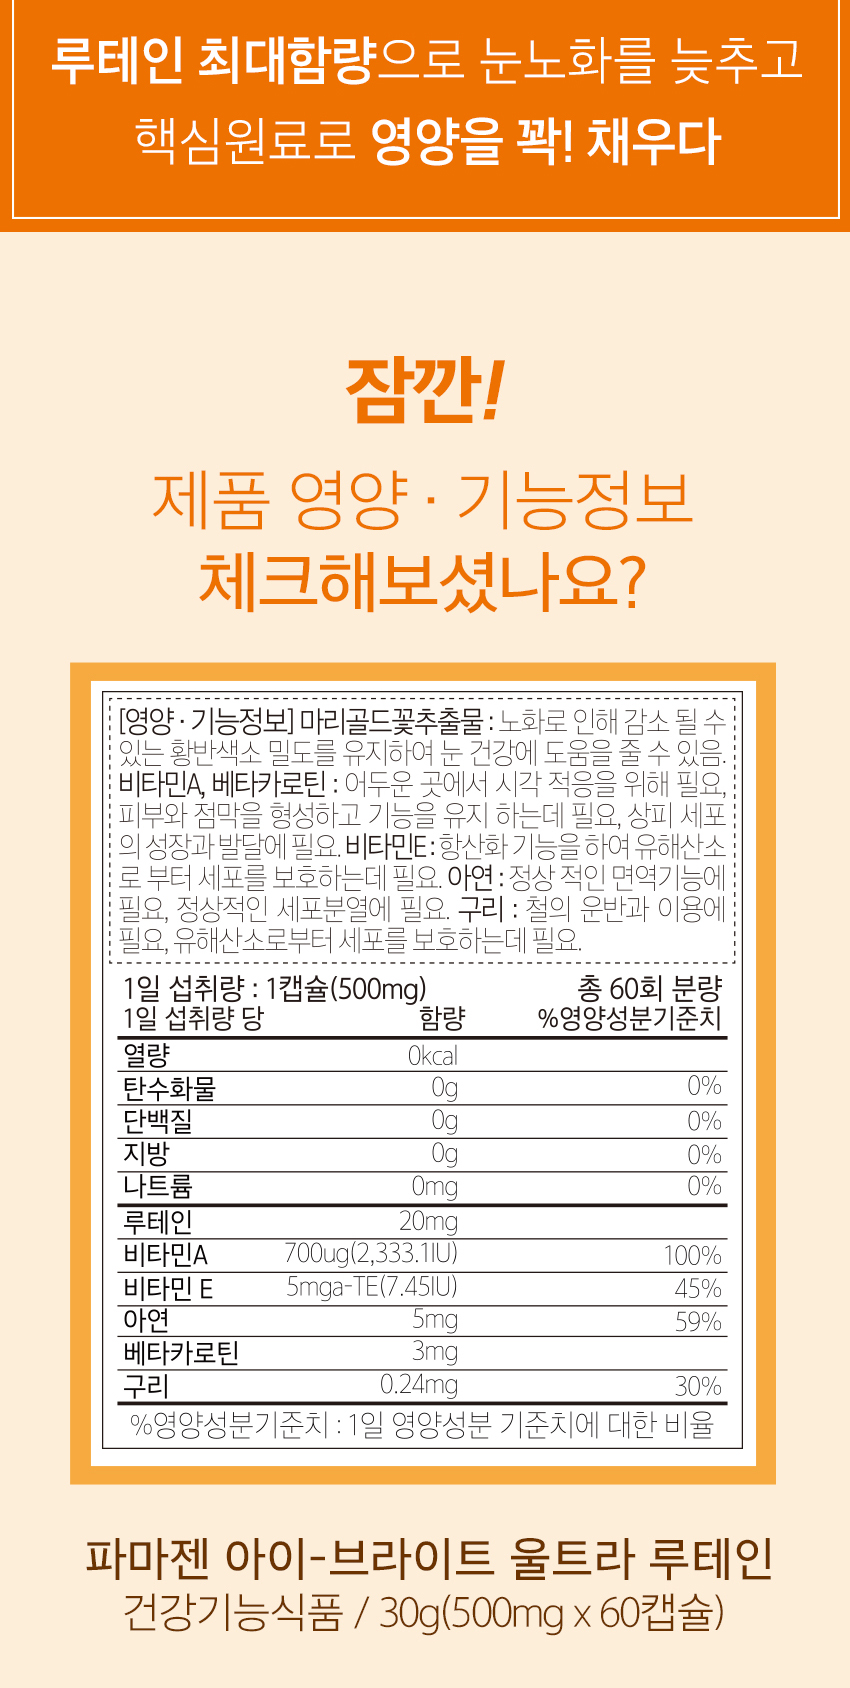 루테인 최대함량으로 눈노화를 늦추고
핵심원료로 영양을 꽉! 채우다
잠깐!
제품 영양 · 기능정보
체크해보셨나요?
[영양 · 기능정보] 마리골드꽃추출물 : 노화로 인해 감소 될 수
있는 황반색소 밀도를 유지하여 눈 건강에 도움을 줄 수 있음.
비타민A, 베타카로틴 : 어두운 곳에서 시각 적응을 위해 필요,
피부와 점막을 형성하고 기능을 유지 하는데 필요, 상피 세포
의 성장과 발달에 필요. 비타민E : 항산화 기능을 하여 유해산소
로 부터 세포를 보호하는데 필요. 아연 : 정상 적인 면역기능에
필요, 정상적인 세포분열에 필요. 구리 : 철의 운반과 이용에
필요, 유해산소로부터 세포를 보호하는데 필요.
1일 섭취량 : 1캡슐(500mg) 총 60회 분량
1일 섭취량 당 함량 %영양성분기준치
열량 0kcal
탄수화물 0g 0%
단백질 0g 0%
지방 0g 0%
나트륨 0mg 0%
루테인 20mg
비타민A 700ug(2,333.1IU) 100%
비타민 E 5mga-TE(7.45IU) 45%
아연 5mg 59%
베타카로틴 3mg
구리 0.24mg 30%
%영양성분기준치 : 1일 영양성분 기준치에 대한 비율
파마젠 아이-브라이트 울트라 루테인
건강기능식품 / 30g(500mg x 60캡슐)